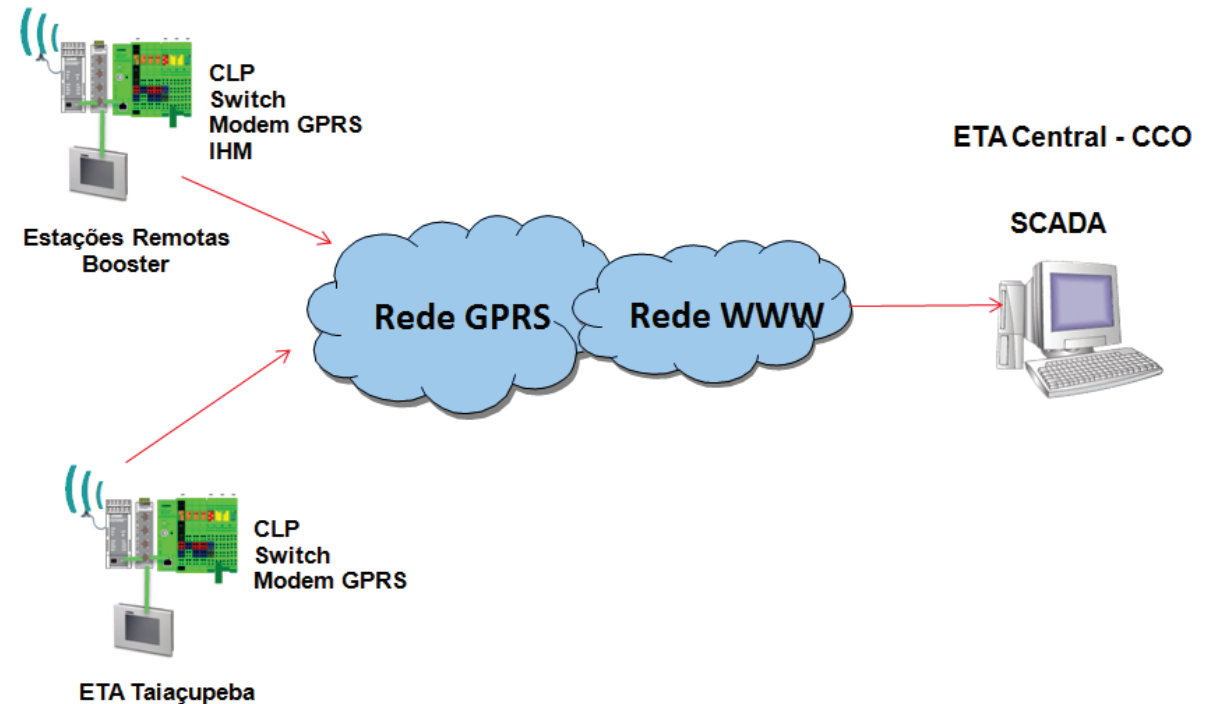 CLP
Switch
Modem GPRS
IHM
Estações Remotas
Booster
Rede GPRS
Rede WWW
ETA Central - CCO
SCADA
CLP
Switch
Modem GPRS
ETA Taiaçupeba